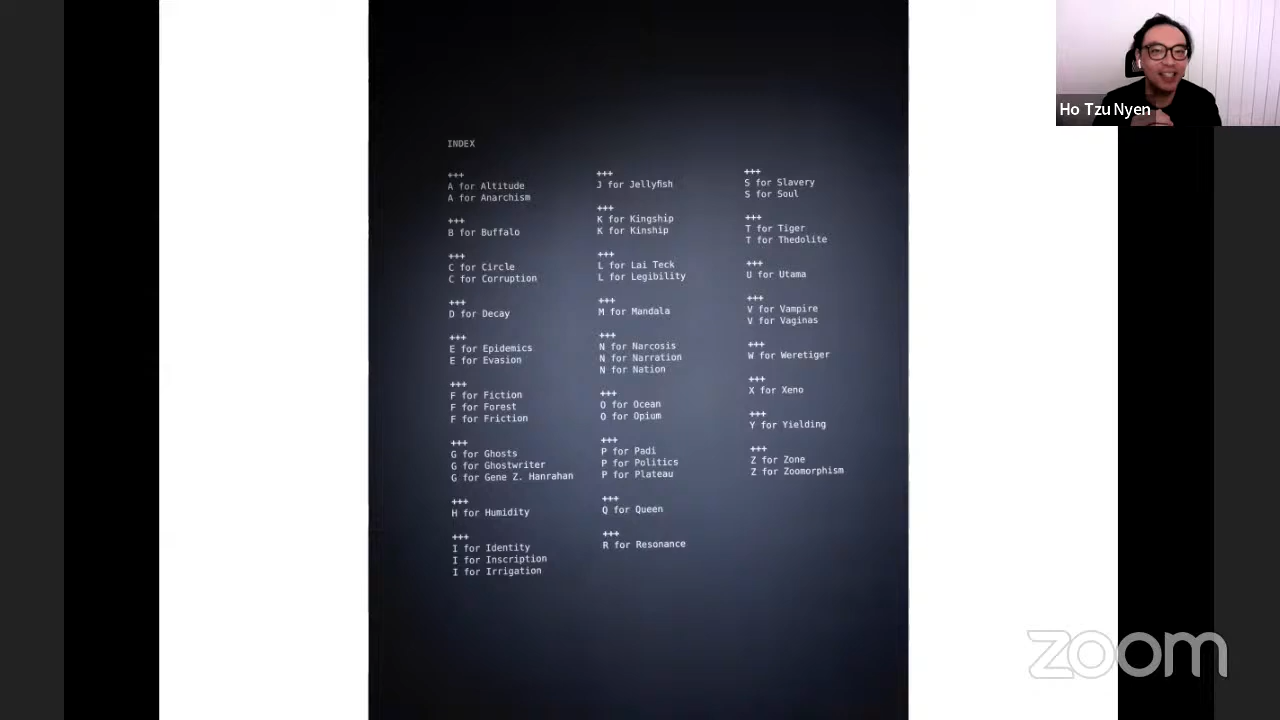 INDEX
+++
A for Altitude
A for Anarchism
+++
B for Buffalo
+++
C for Circle
C for Corruption
+++
D for Decay
+++
E for Epidemics
E for Evasion
+++
F for Fiction
F for Forest
F for Friction
+++
G for Ghosts
G for Ghostwriter
G for Gene Z. Hanrahan
+++
H for Humidity
+++
I for Identity
I for Inscription
I for Irrigation
+++
J for Jellyfish
+++
K for Kingship
K for Kinship
+++
L for Lai Teck
L for Legibility
+++
M for Mandala
+++
N for Narcosis
N for Narration
N for Nation
+++
O for Ocean
O for Opium
+++
P for Padi
P for Politics
P for Plateau
+++
Q for Queen
+++
R for Resonance
+++
S for Slavery
S for Soul
+++
T for Tiger
T for Thedolite
+++
U for Utama
+++
V for Vampire
V for Vaginas
+++
W for Weretiger
+++
X for Xeno
+++
Y for Yielding
+++
Z for Zone
Z for Zoomorphism
Ho Tzu Nyen
zoom